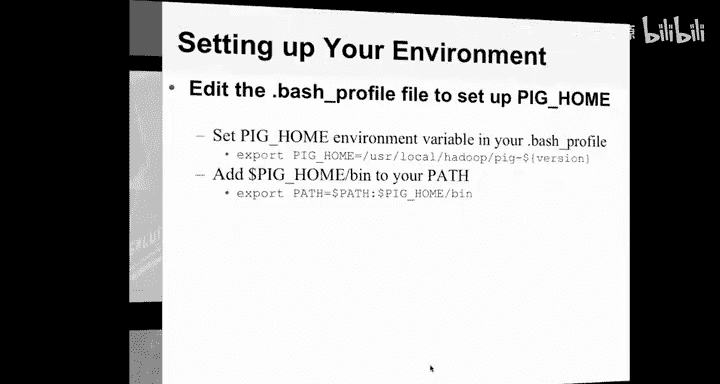 Setting up Your Environment
bilibili
• Edit the .bash_profile file to set up PIG_HOME
– Set PIG_HOME environment variable in your .bash_profile
• export PIG_HOME=/usr/local/hadoop/pig-${version}
– Add $PIG_HOME/bin to your PATH
• export PATH=$PATH:$PIG_HOME/bin